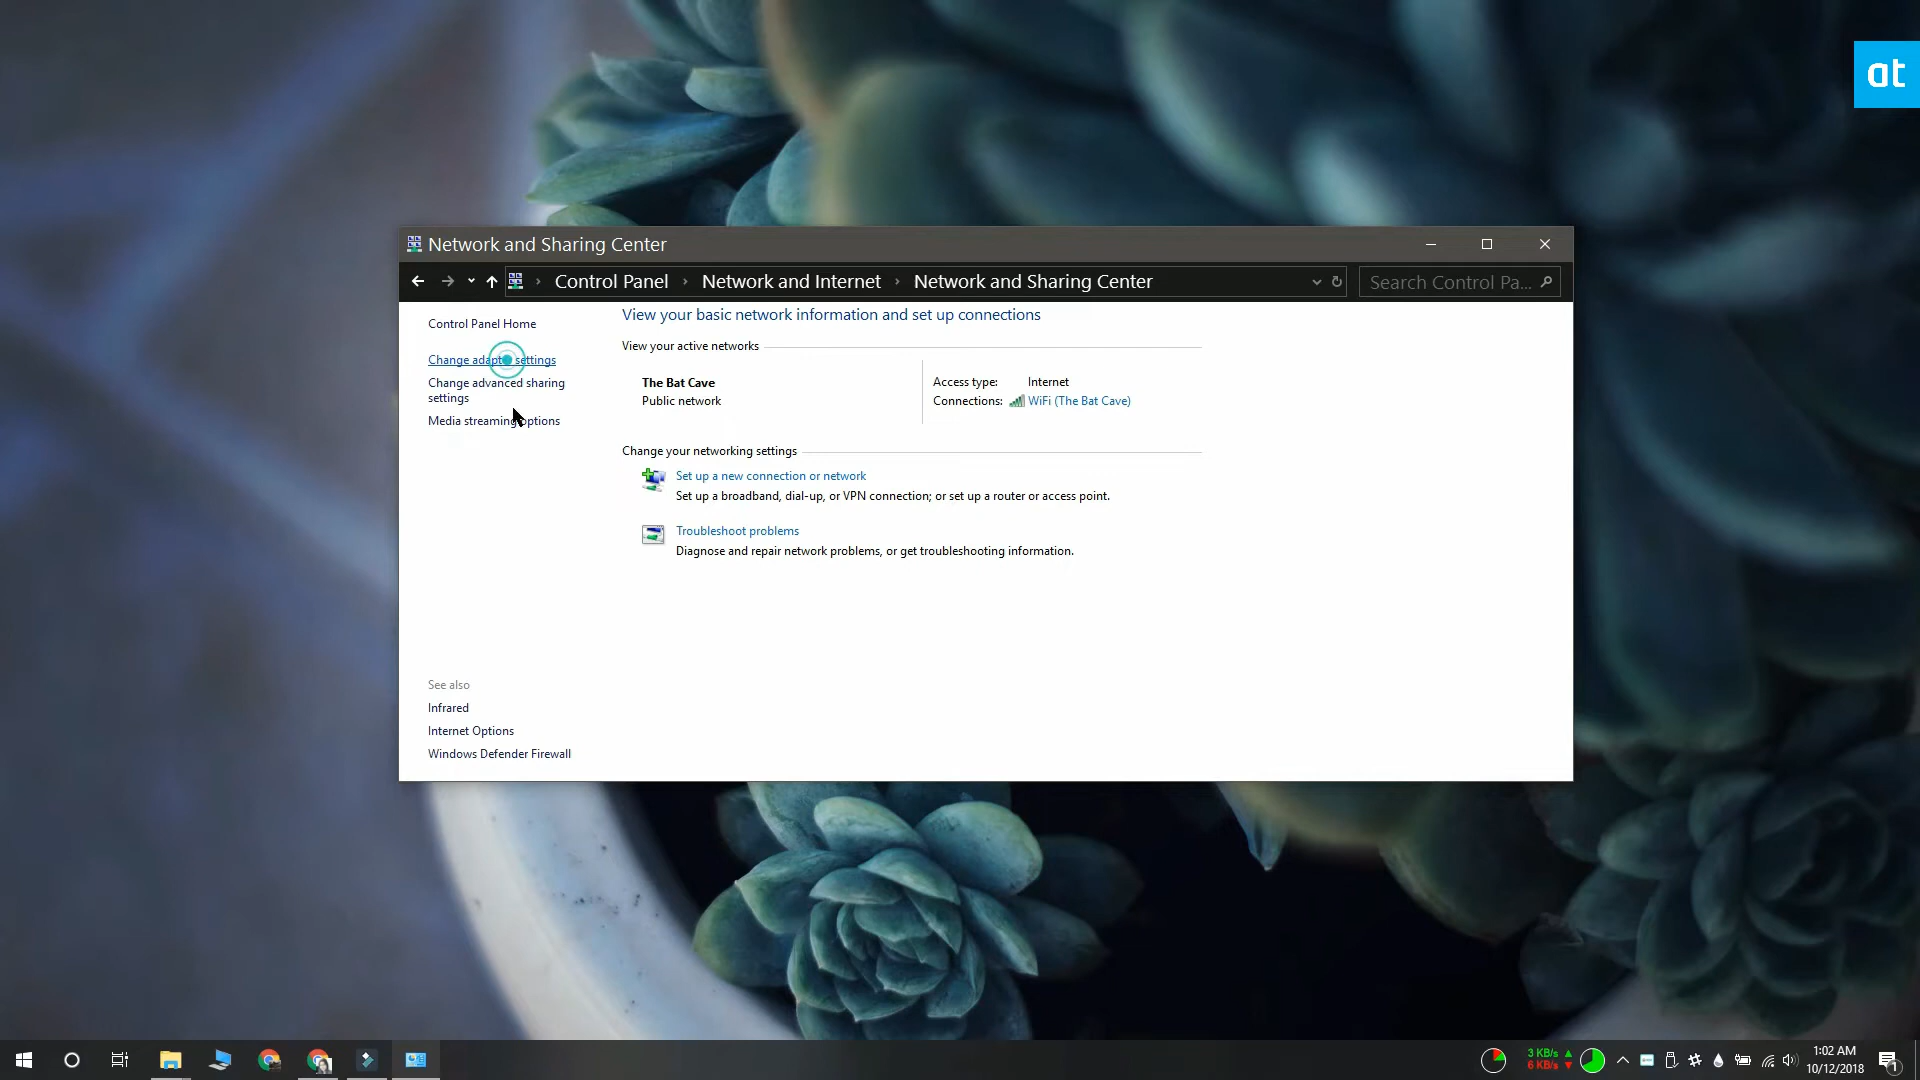 at
Network and Sharing Center
Control Panel
Network and Internet
Network and Sharing Center
Search Control Pa...
Control Panel Home
Change adapter settings
Change advanced sharing
settings
Media streaming options
View your basic network information and set up connections
View your active networks
The Bat Cave
Public network
Access type: Internet
Connections: WiFi (The Bat Cave)
Change your networking settings
Set up a new connection or network
Set up a broadband, dial-up, or VPN connection; or set up a router or access point.
Troubleshoot problems
Diagnose and repair network problems, or get troubleshooting information.
See also
Infrared
Internet Options
Windows Defender Firewall
3 KB/s
6 KB/s
1:02 AM
10/12/2018
1